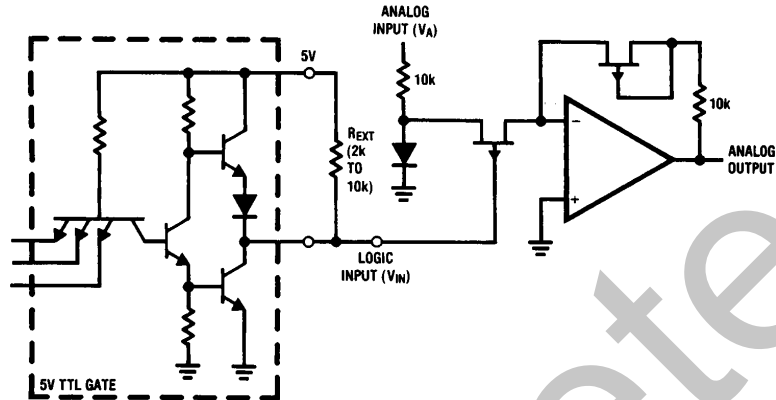 ANALOG
INPUT (VA)
5V
10k
10k
REXT
(2k
TO
10k)
ANALOG
OUTPUT
LOGIC
INPUT (VIN)
5V TTL GATE